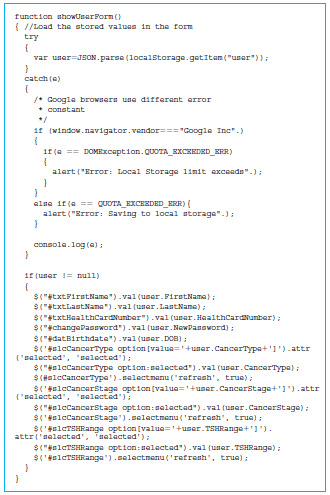 function showUserForm()
{ //Load the stored values in the form
try
{
var user=JSON.parse(localStorage.getItem("user"));
}
catch(e)
{
/* Google browsers use different error
* constant
*/
if (window.navigator.vendor==="Google Inc".)
{
if(e == DOMException.QUOTA_EXCEEDED_ERR)
{
alert("Error: Local Storage limit exceeds".);
}
}
else if(e == QUOTA_EXCEEDED_ERR){
alert("Error: Saving to local storage".);
}
console.log(e);
}
if(user != null)
{
$("#txtFirstName").val(user.FirstName);
$("#txtLastName").val(user.LastName);
$("#txtHealthCardNumber").val(user.HealthCardNumber);
$("#changePassword").val(user.NewPassword);
$("#datBirthdate").val(user.DOB);
$('#slcCancerType option[value='+user.CancerType+']').attr
('selected', 'selected');
$("#slcCancerType option:selected").val(user.CancerType);
$(#slcCancerType').selectmenu('refresh', true);
$('#slcCancerStage option[value='+user.CancerStage+']').attr
('selected', 'selected');
$("#slcCancerStage option:selected").val(user.CancerStage);
$('#slcCancerStage').selectmenu('refresh', true);
$('#slcTSHRange option[value='+user.TSHRange+']').
attr('selected', 'selected');
$("#slcTSHRange option:selected").val(user.TSHRange);
$('#slcTSHRange').selectmenu('refresh', true);
}
}